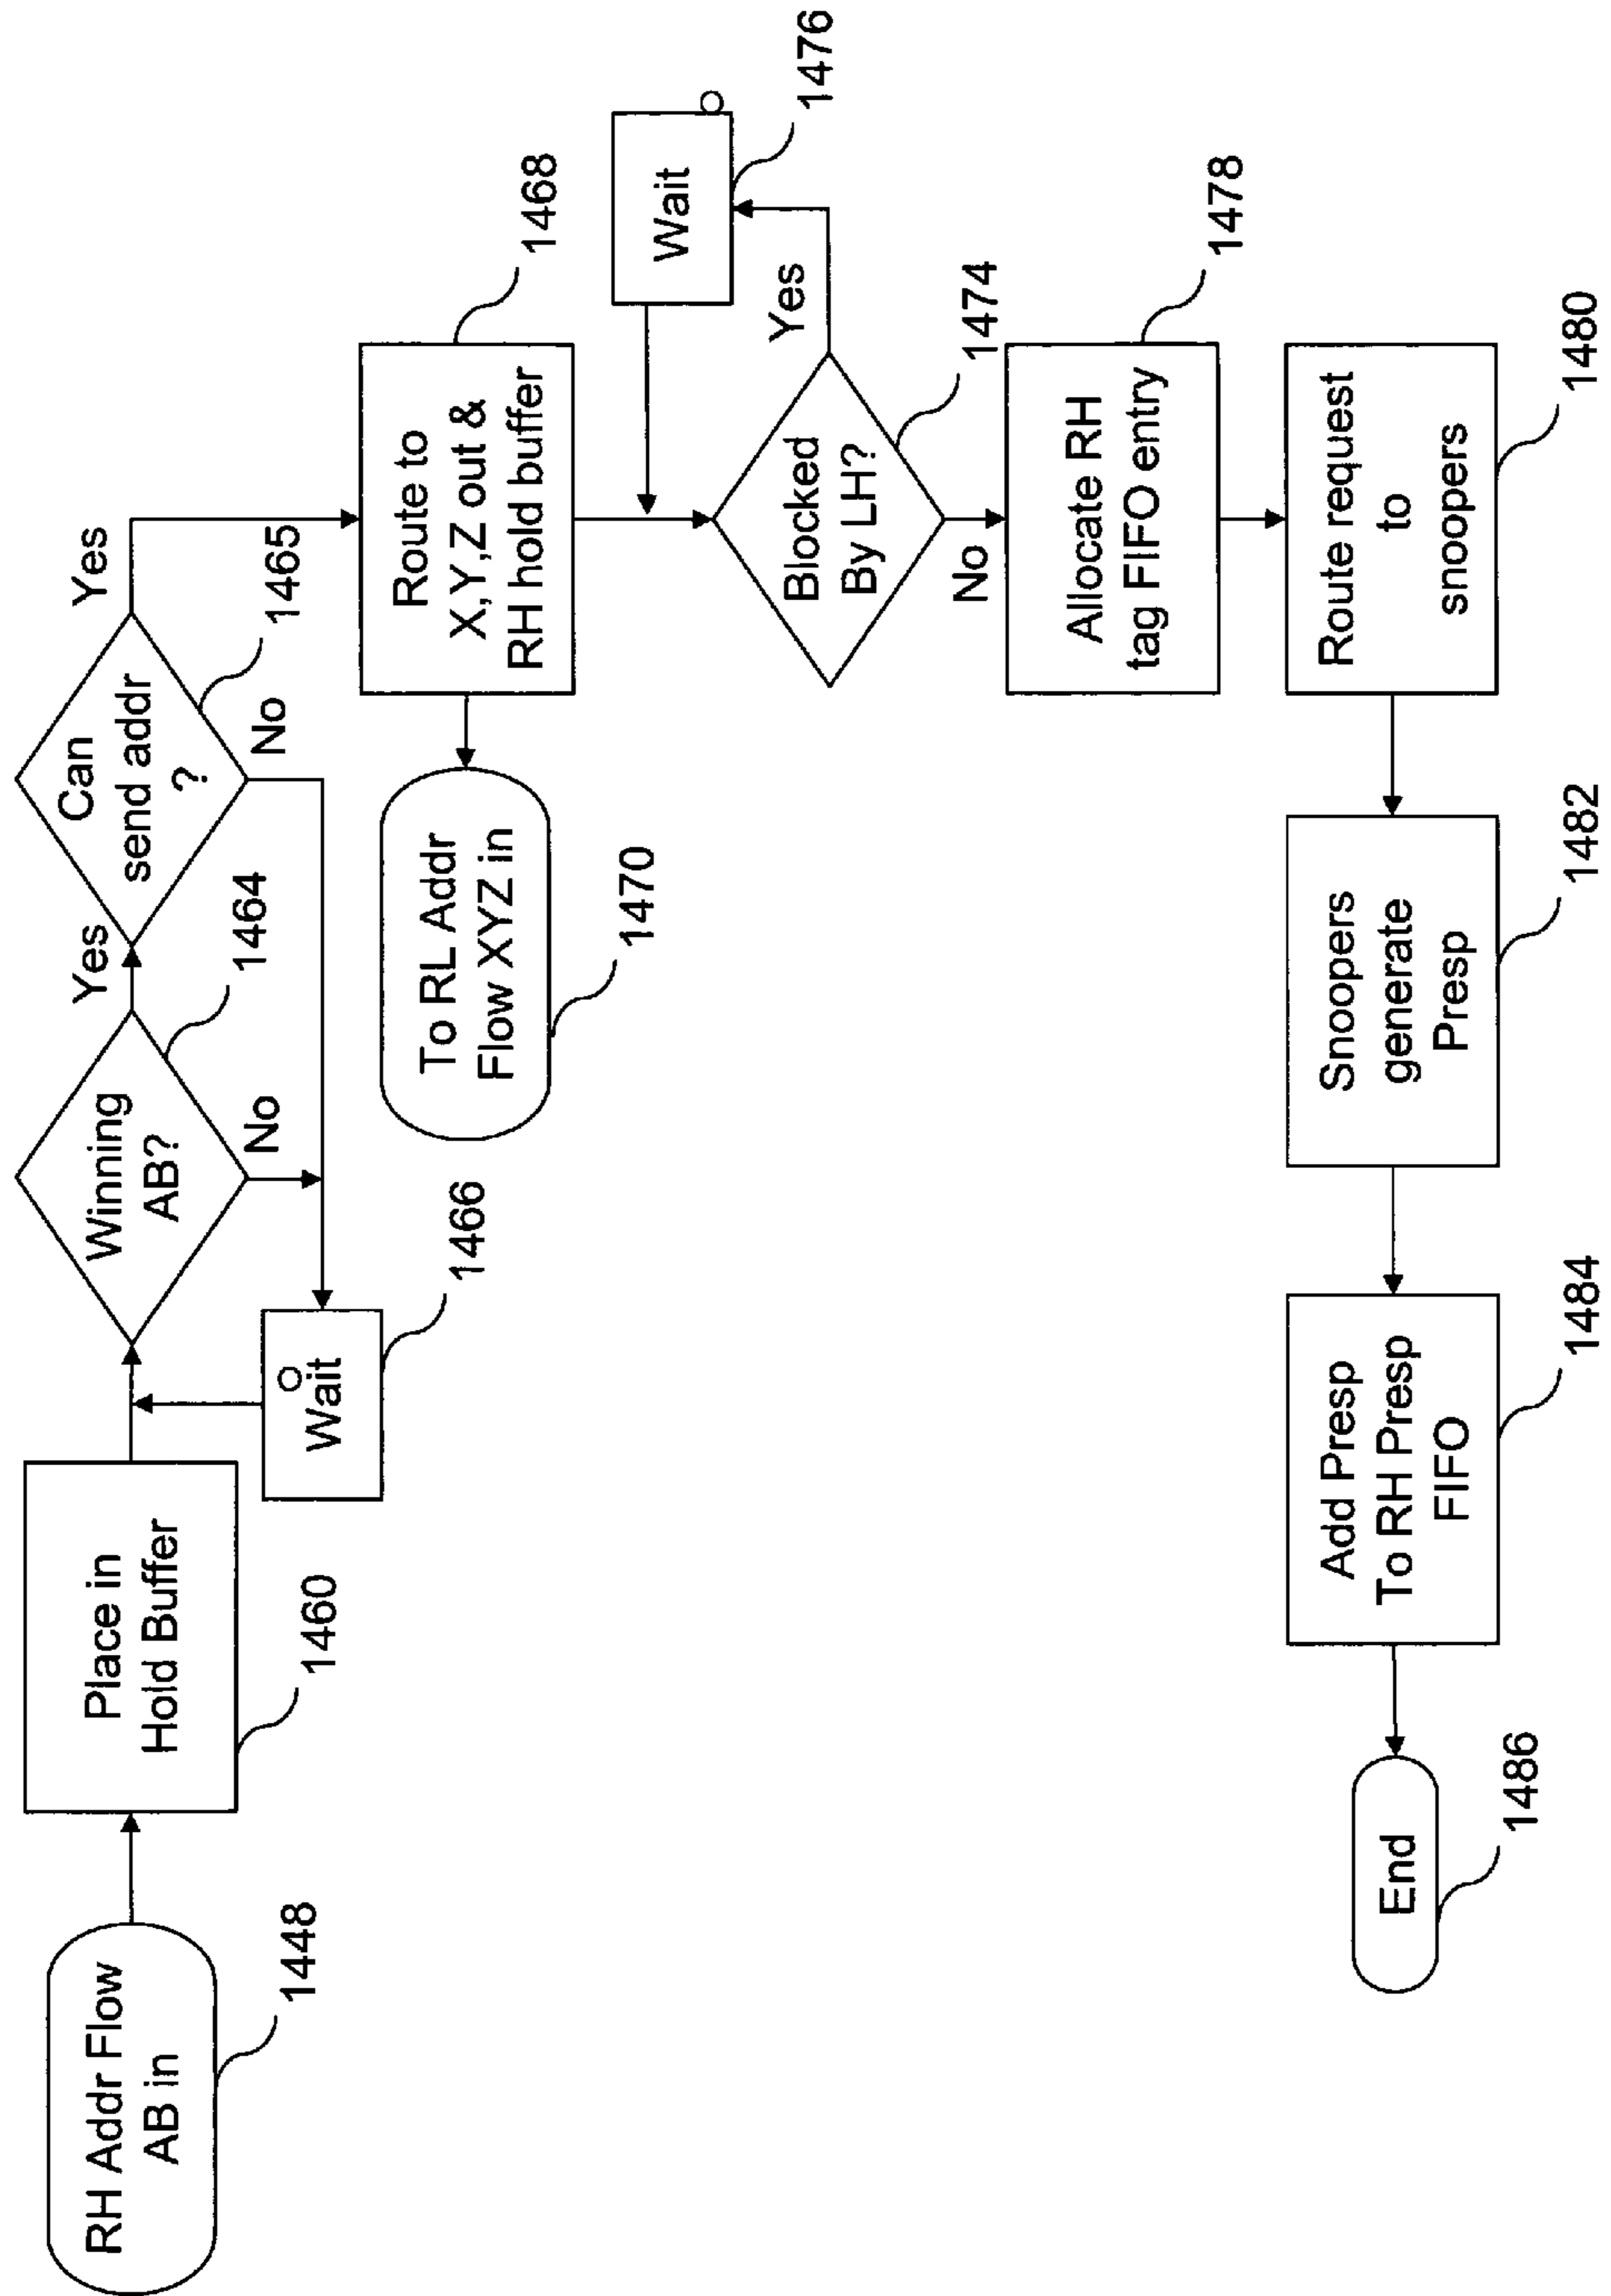 RH Addr Flow
AB in
1448
Place in
Hold Buffer
1460
Winning
AB?
1464
Yes
No
Can
send addr
?
1465
Yes
No
Wait
1466
Route to
X,Y,Z out &
RH hold buffer
1468
To RL Addr
Flow XYZ in
1470
Wait
1476
Blocked
By LH?
1474
Yes
No
Allocate RH
tag FIFO entry
1478
Route request
to
snoopers
1480
Snoopers
generate
Presp
1482
Add Presp
To RH Presp
FIFO
1484
End
1486